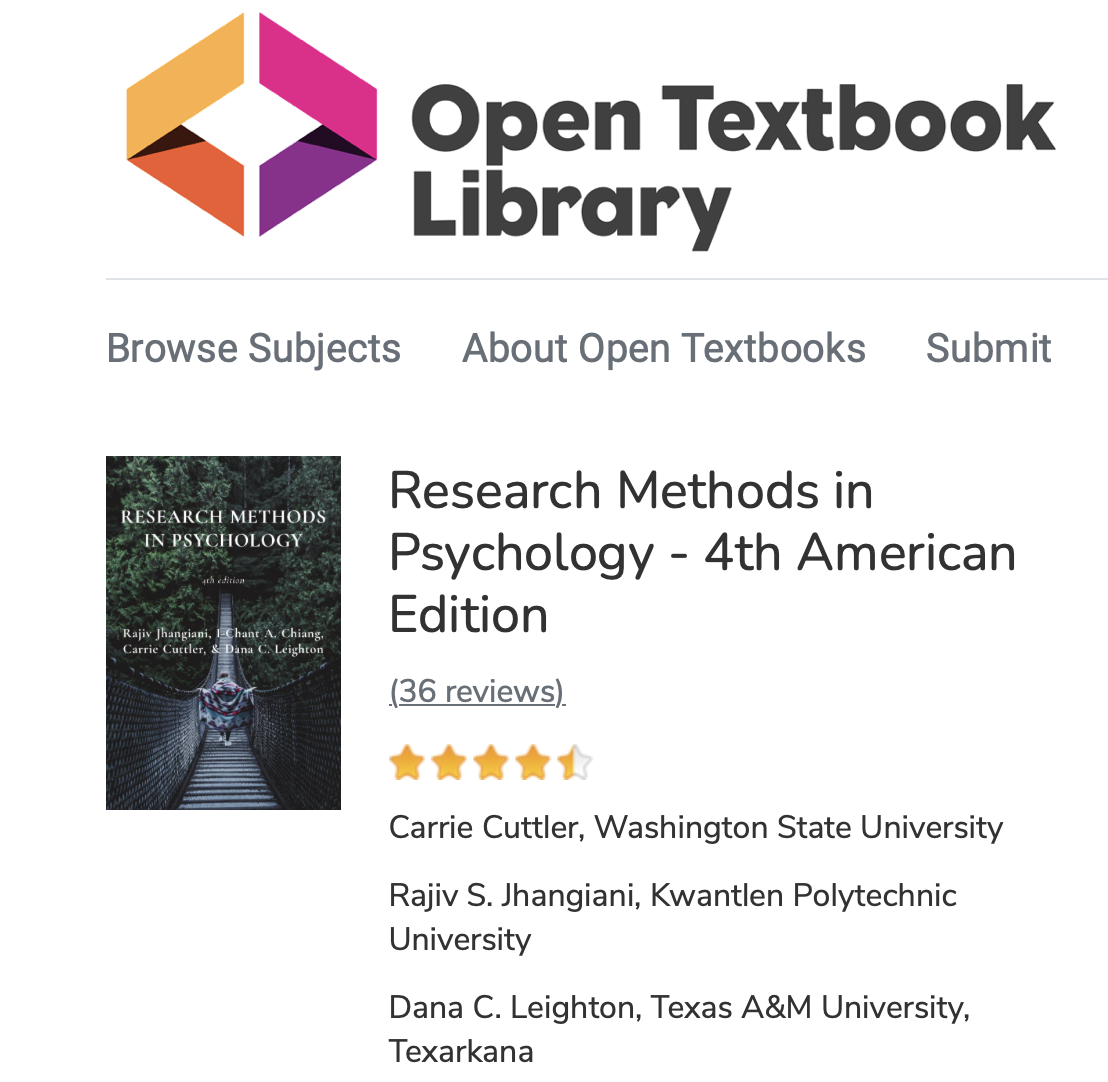 Open Textbook
Library
Browse Subjects About Open Textbooks Submit
RESEARCH METHODS
IN PSYCHOLOGY
4th edition
Rajiv Jhangiani, I-Chant A. Chiang,
Carrie Cuttler, & Dana C. Leighton
Research Methods in
Psychology - 4th American
Edition
(36 reviews)
Carrie Cuttler, Washington State University
Rajiv S. Jhangiani, Kwantlen Polytechnic
University
Dana C. Leighton, Texas A&M University,
Texarkana